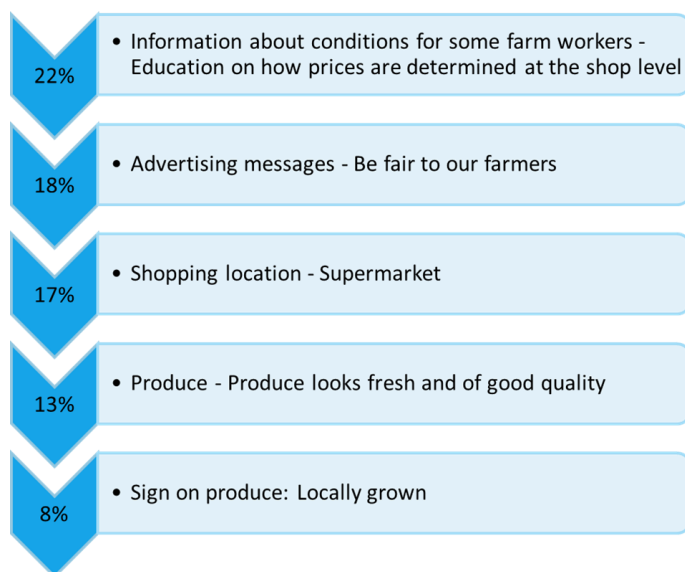 22%
• Information about conditions for some farm workers -
Education on how prices are determined at the shop level
18%
• Advertising messages - Be fair to our farmers
17%
• Shopping location - Supermarket
13%
• Produce - Produce looks fresh and of good quality
8%
• Sign on produce: Locally grown